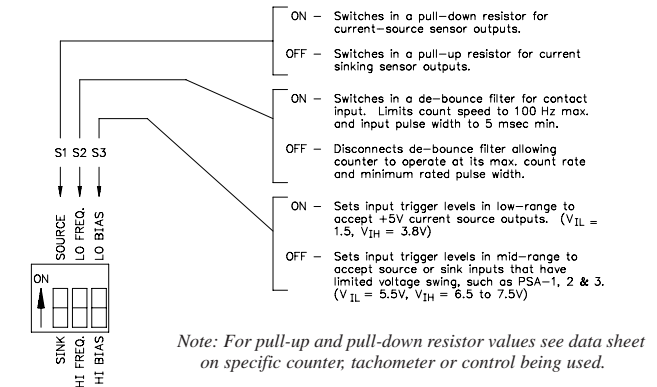 ON – Switches in a pull-down resistor for
current-source sensor outputs.
OFF – Switches in a pull-up resistor for current
sinking sensor outputs.
ON – Switches in a de-bounce filter for contact
input. Limits count speed to 100 Hz max.
and input pulse width to 5 msec min.
OFF – Disconnects de-bounce filter allowing
counter to operate at its max. count rate
and minimum rated pulse width.
ON – Sets input trigger levels in low-range to
accept +5V current source outputs. (VIL =
1.5, VIH = 3.8V)
OFF – Sets input trigger levels in mid-range to
accept source or sink inputs that have
limited voltage swing, such as PSA-1, 2 & 3.
(V IL = 5.5V, VIH = 6.5 to 7.5V)
S1 S2 S3
SOURCE
LO FREQ.
LO BIAS
ON
SINK
HI FREQ.
HI BIAS
Note: For pull-up and pull-down resistor values see data sheet
on specific counter, tachometer or control being used.